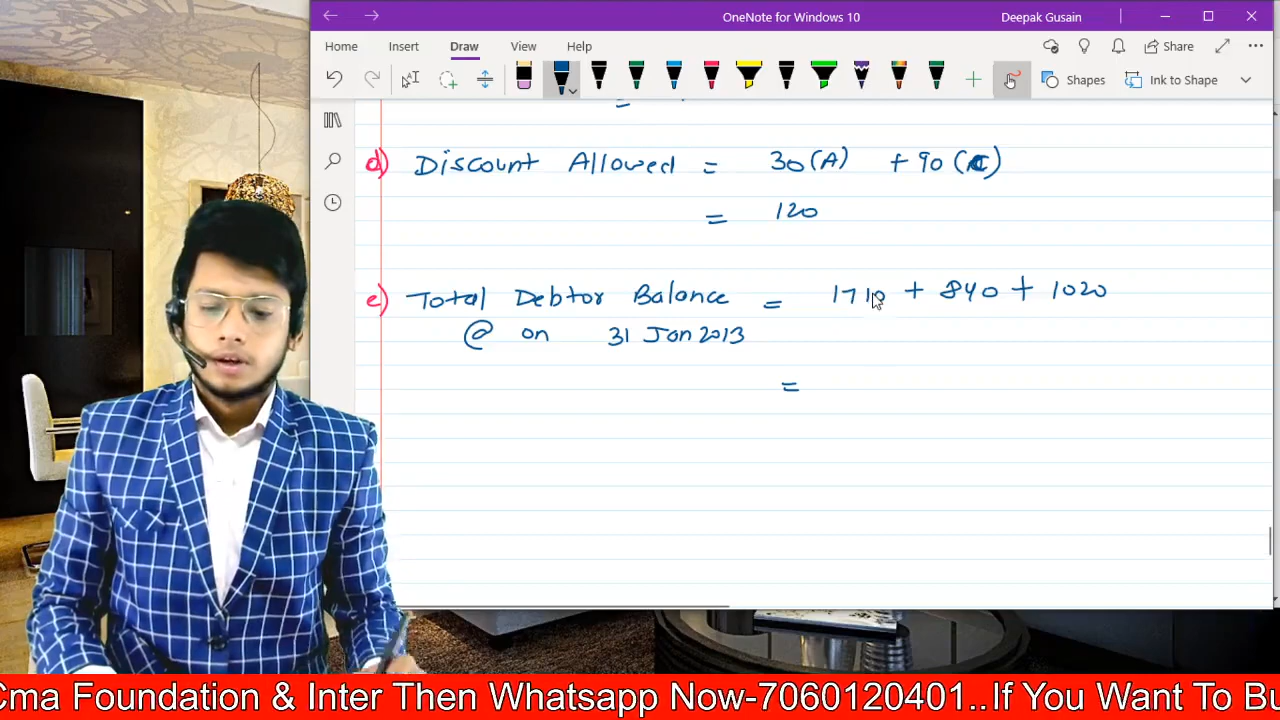 OneNote for Windows 10
Deepak Gusain
Home Insert Draw View Help
Share
Shapes
Ink to Shape
d) Discount Allowed = 30(A) + 90(C)
= 120
e) Total Debtor Balance = 1710 + 840 + 1020
@ on 31 Jan 2013
=
Cma Foundation & Inter Then Whatsapp Now-7060120401..If You Want To Bu